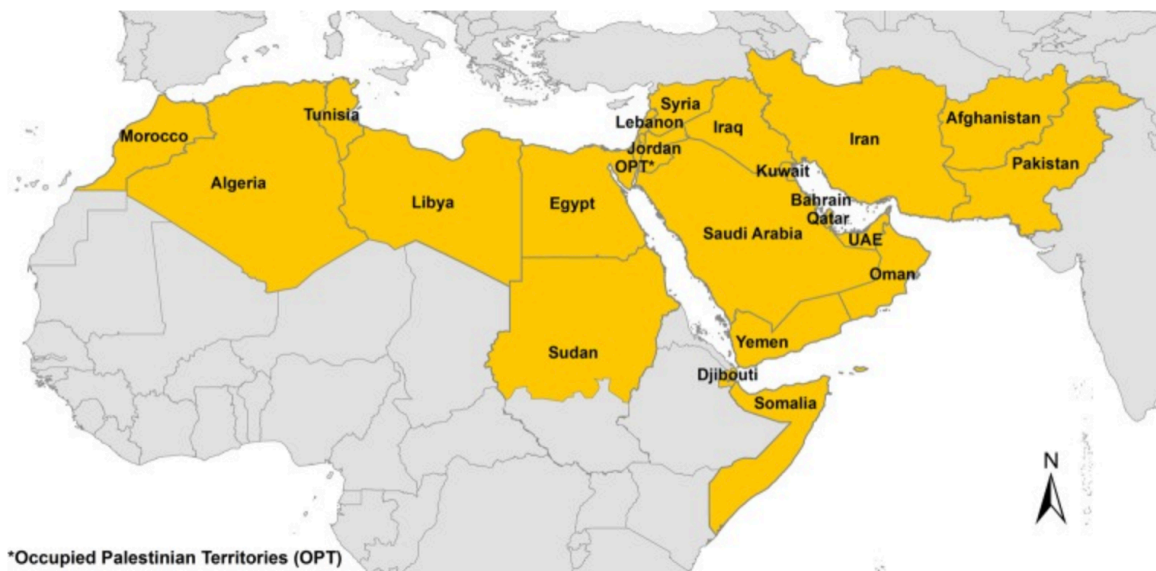 Syria
Tunisia
Lebanon
Afghanistan
Morocco
Iraq
Iran
Jordan
OPT*
Pakistan
Kuwait
Algeria
Libya
Egypt
Bahrain
Qatar
Saudi Arabia
UAE
Oman
Yemen
Sudan
Djibouti
Somalia
N
*Occupied Palestinian Territories (OPT)